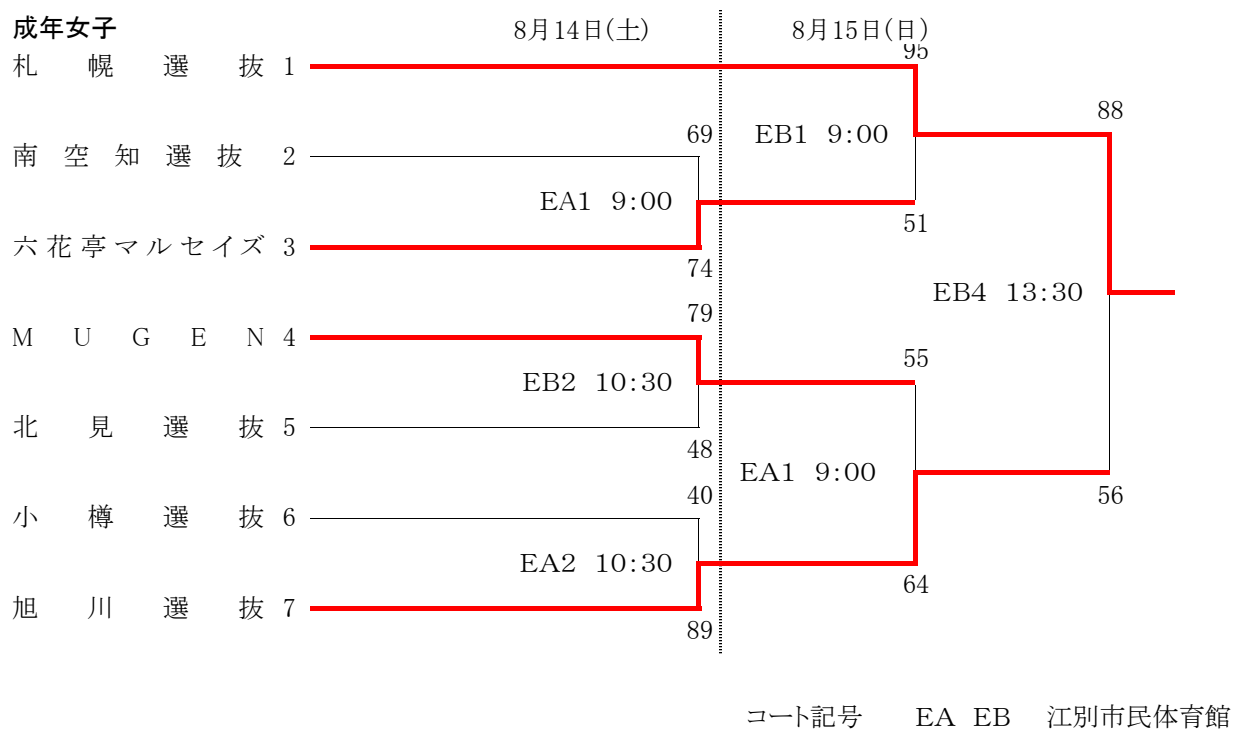 成年女子 8月14日(土) 8月15日(日)
札幌選抜 1
95
88
69
EB1 9:00
南空知選抜 2
EA1 9:00
51
六花亭マルセイズ 3
74
EB4 13:30
79
MUGEN 4
55
EB2 10:30
北見選抜 5
48
EA1 9:00
40
56
小樽選抜 6
EA2 10:30
64
旭川選抜 7
89
コート記号 EA EB 江別市民体育館